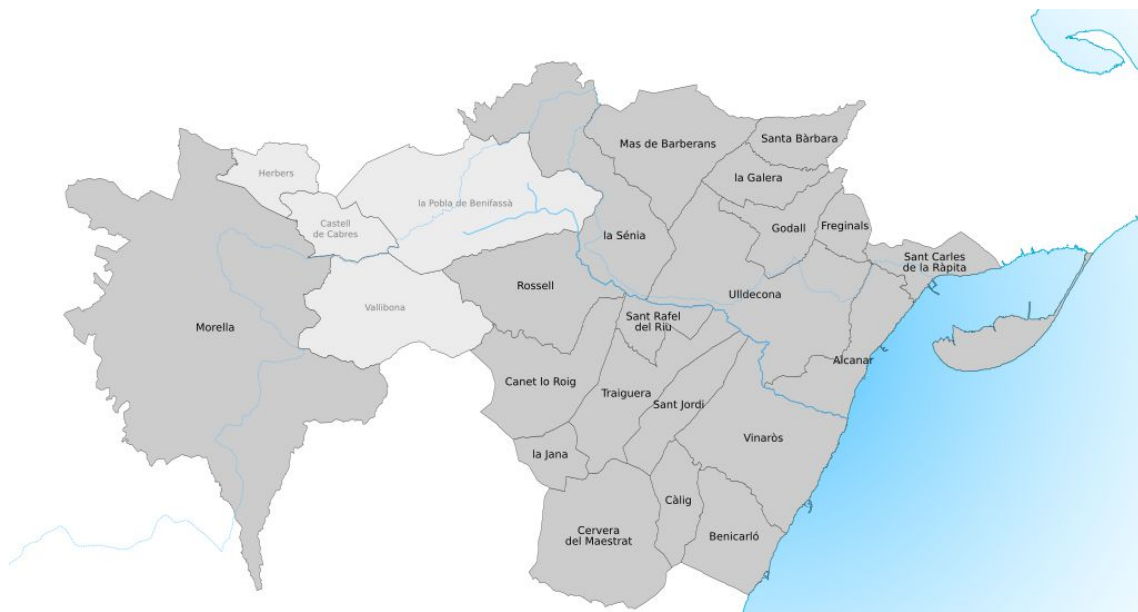 Mas de Barberans
Santa Bàrbara
Herbers
la Galera
la Pobla de Benifassà
Castell
de Cabres
la Sénia
Godall
Freginals
Sant Carles
de la Ràpita
Rossell
Ulldecona
Vallibona
Sant Rafel
del Riu
Morella
Alcanar
Canet lo Roig
Traiguera
Sant Jordi
Vinaròs
la Jana
Càlig
Cervera
del Maestrat
Benicarló